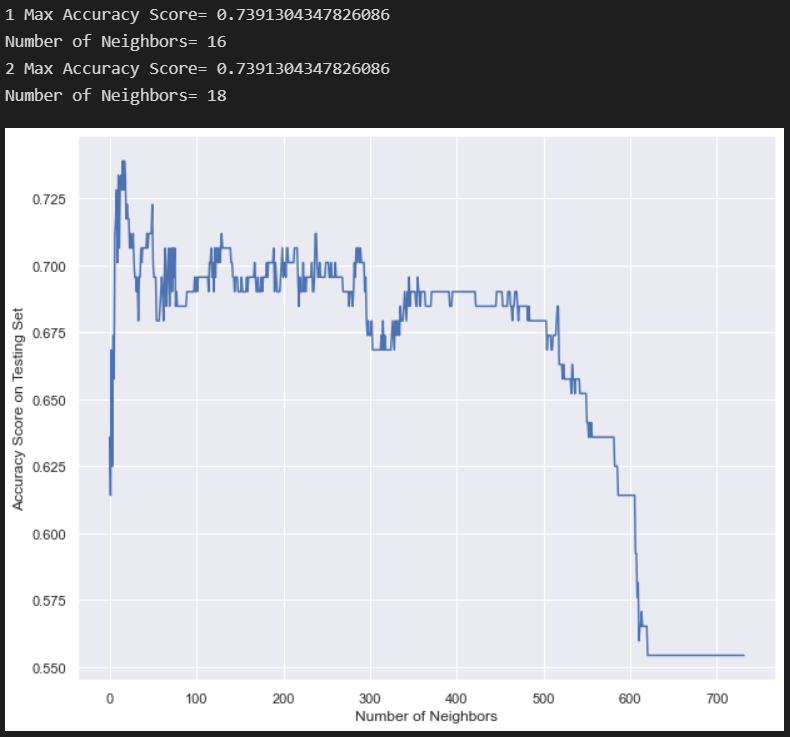 1 Max Accuracy Score= 0.7391304347826086
Number of Neighbors= 16
2 Max Accuracy Score= 0.7391304347826086
Number of Neighbors= 18
Accuracy Score on Testing Set
0.725
0.700
0.675
0.650
0.625
0.600
0.575
0.550
0 100 200 300 400 500 600 700
Number of Neighbors